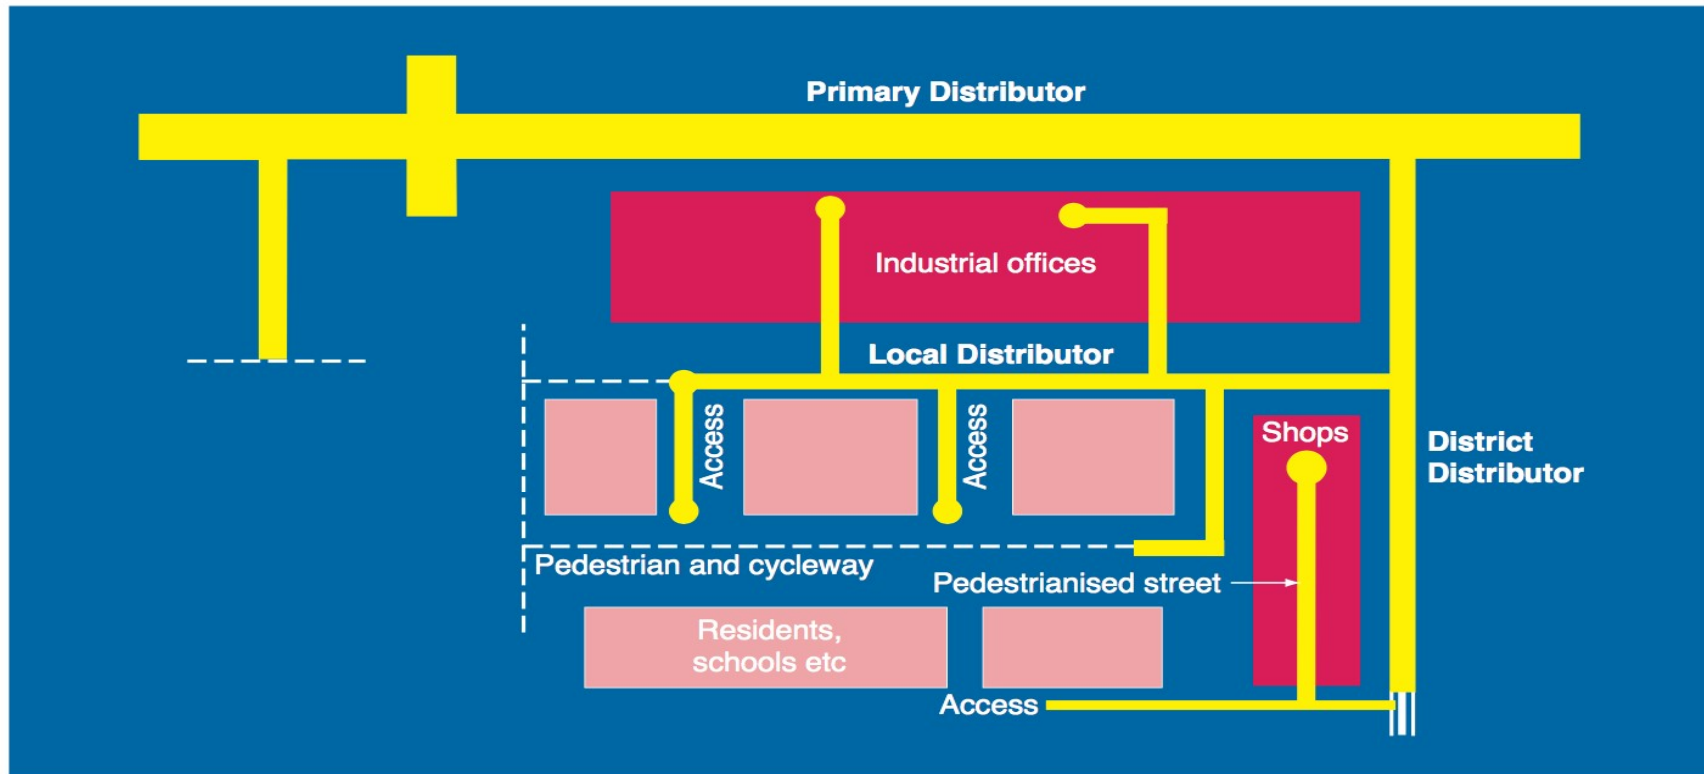 Primary Distributor
Industrial offices
Local Distributor
Access
Access
Shops
District
Distributor
Pedestrian and cycleway
Pedestrianised street
Residents,
schools etc
Access